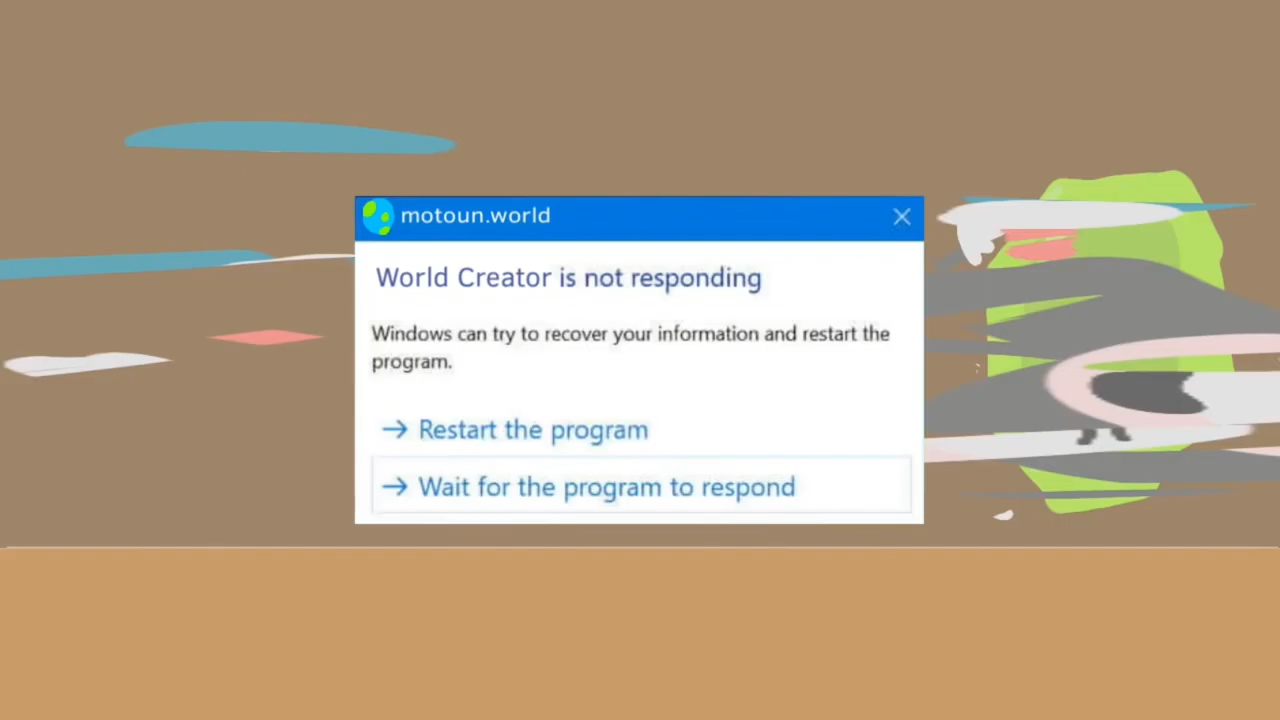 motoun.world
World Creator is not responding
Windows can try to recover your information and restart the
program.
→ Restart the program
→ Wait for the program to respond